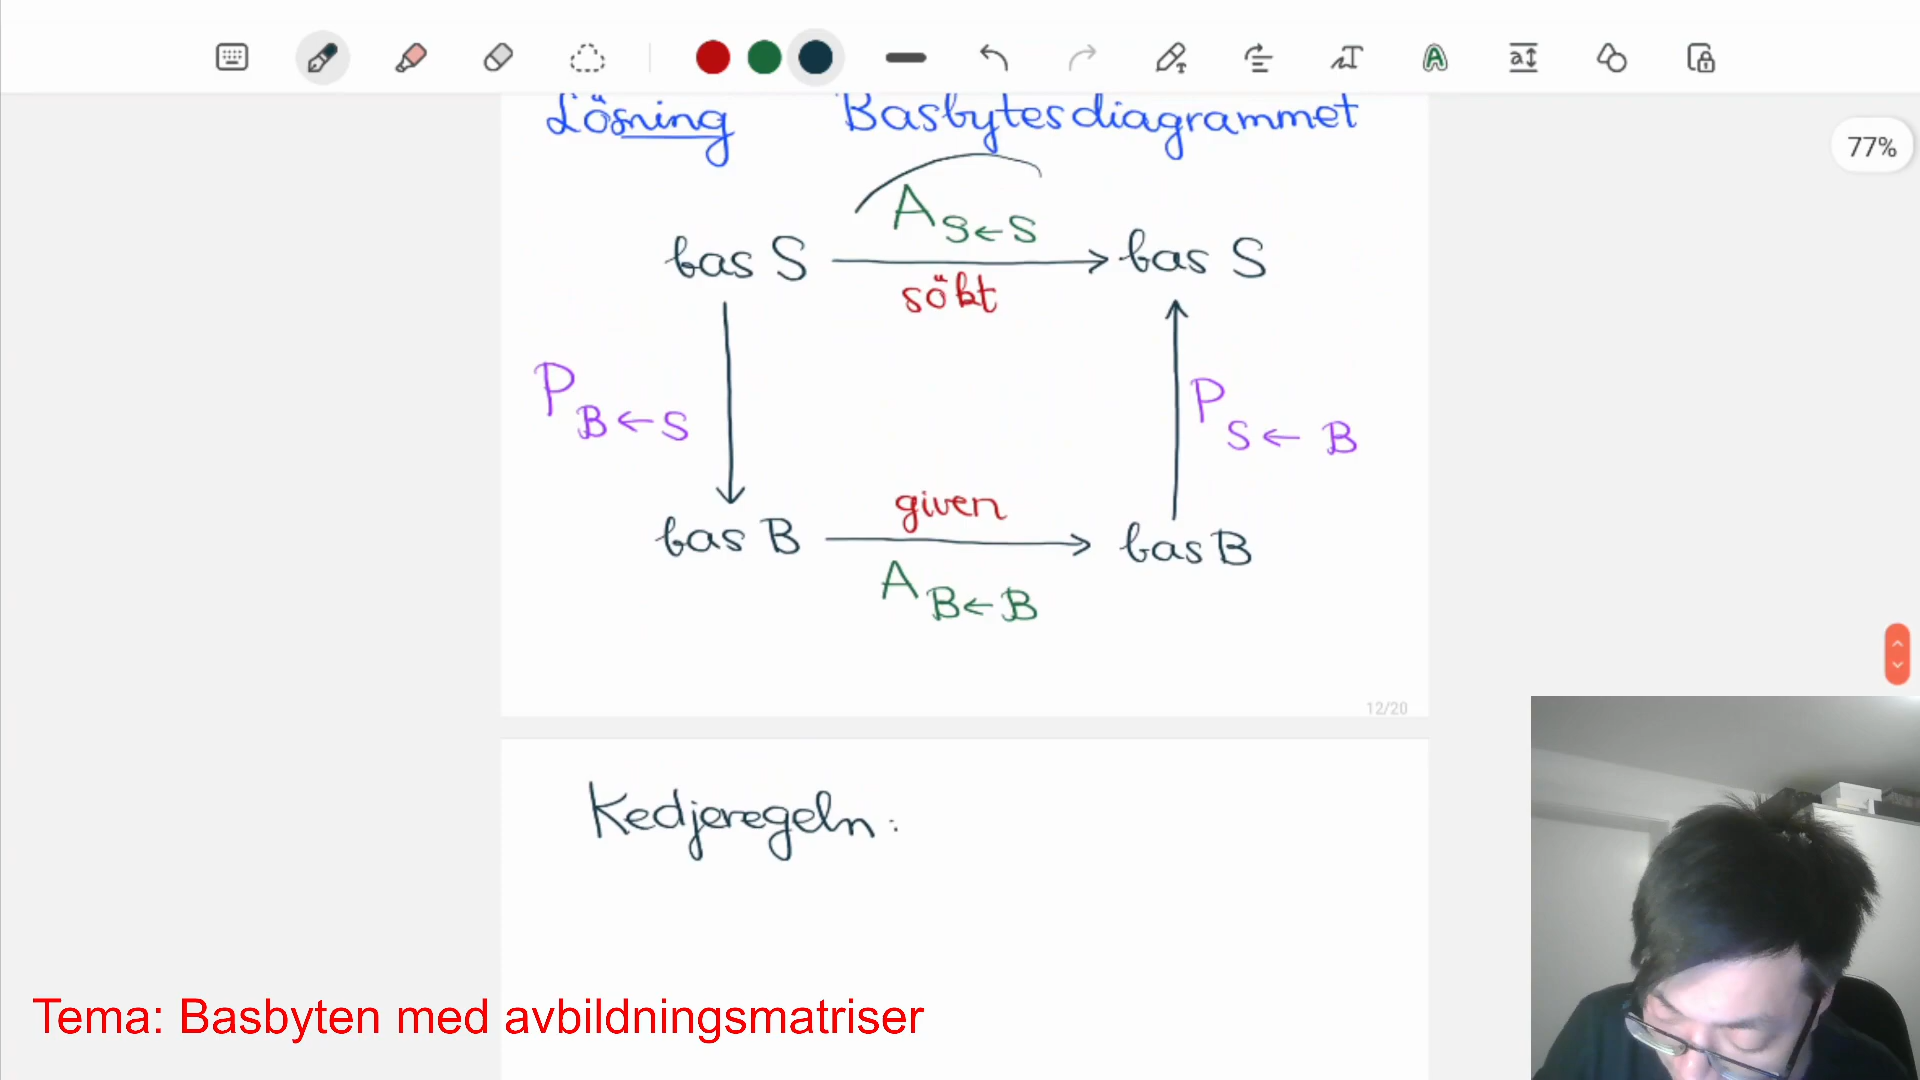 77%
Lösning Basbytesdiagrammet
A S←S
bas S bas S
sökt
P B←S P S←B
given
bas B bas B
A B←B
12/20
Kedjeregeln:
Tema: Basbyten med avbildningsmatriser